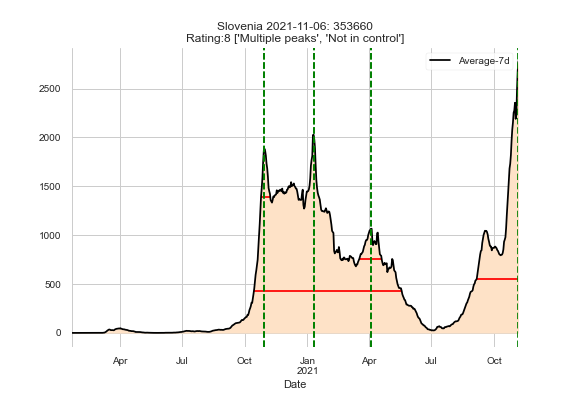 Slovenia 2021-11-06: 353660
Rating:8 ['Multiple peaks', 'Not in control']
Average-7d
2500
2000
1500
1000
500
0
Apr Jul Oct Jan Apr Jul Oct
2021
Date